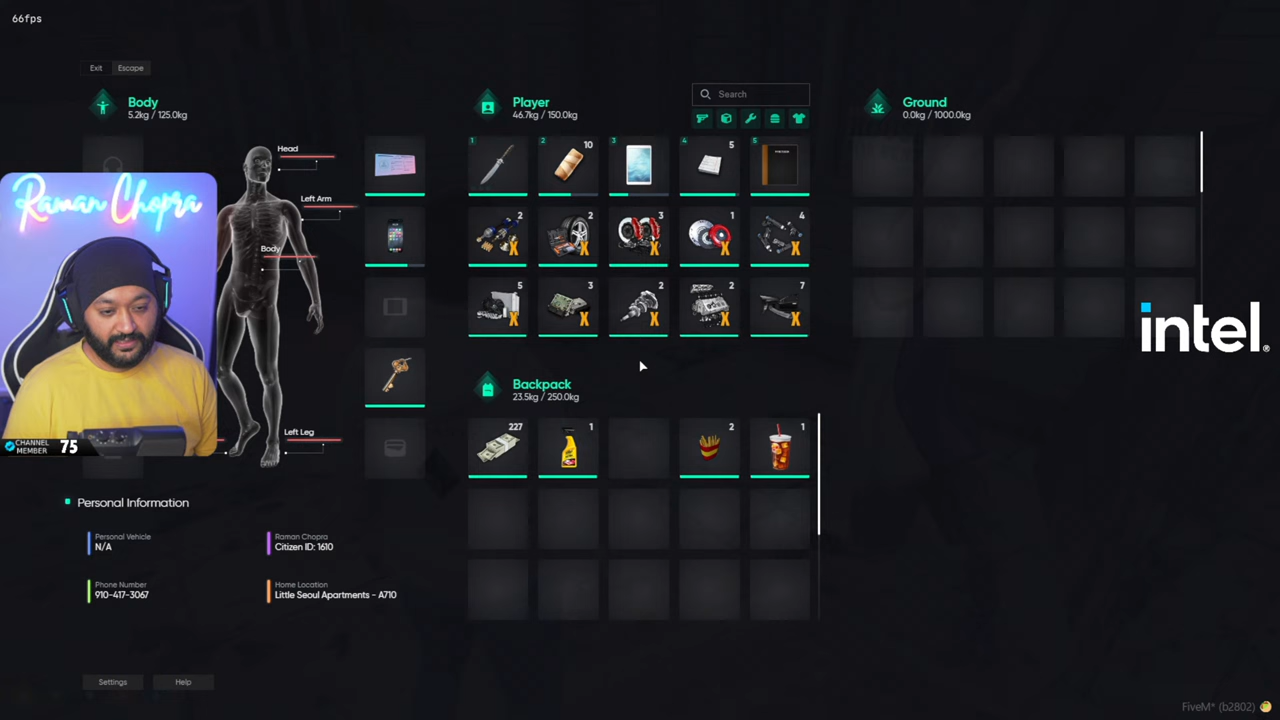 66fps
Exit
Escape
Body
5.2kg / 125.0kg
Player
46.7kg / 150.0kg
Search
Ground
0.0kg / 1000.0kg
Head
Left Arm
Body
Left Leg
1
2
10
3
4
5
2
2
3
1
4
X
X
X
X
X
5
3
2
2
7
X
X
X
X
X
Raman Chopra
CHANNEL
MEMBER
75
intel
Backpack
23.5kg / 250.0kg
227
1
2
1
Personal Information
Personal Vehicle
N/A
Raman Chopra
Citizen ID: 1610
Phone Number
910-417-3067
Home Location
Little Seoul Apartments - A710
Settings
Help
FiveM* (b2802)